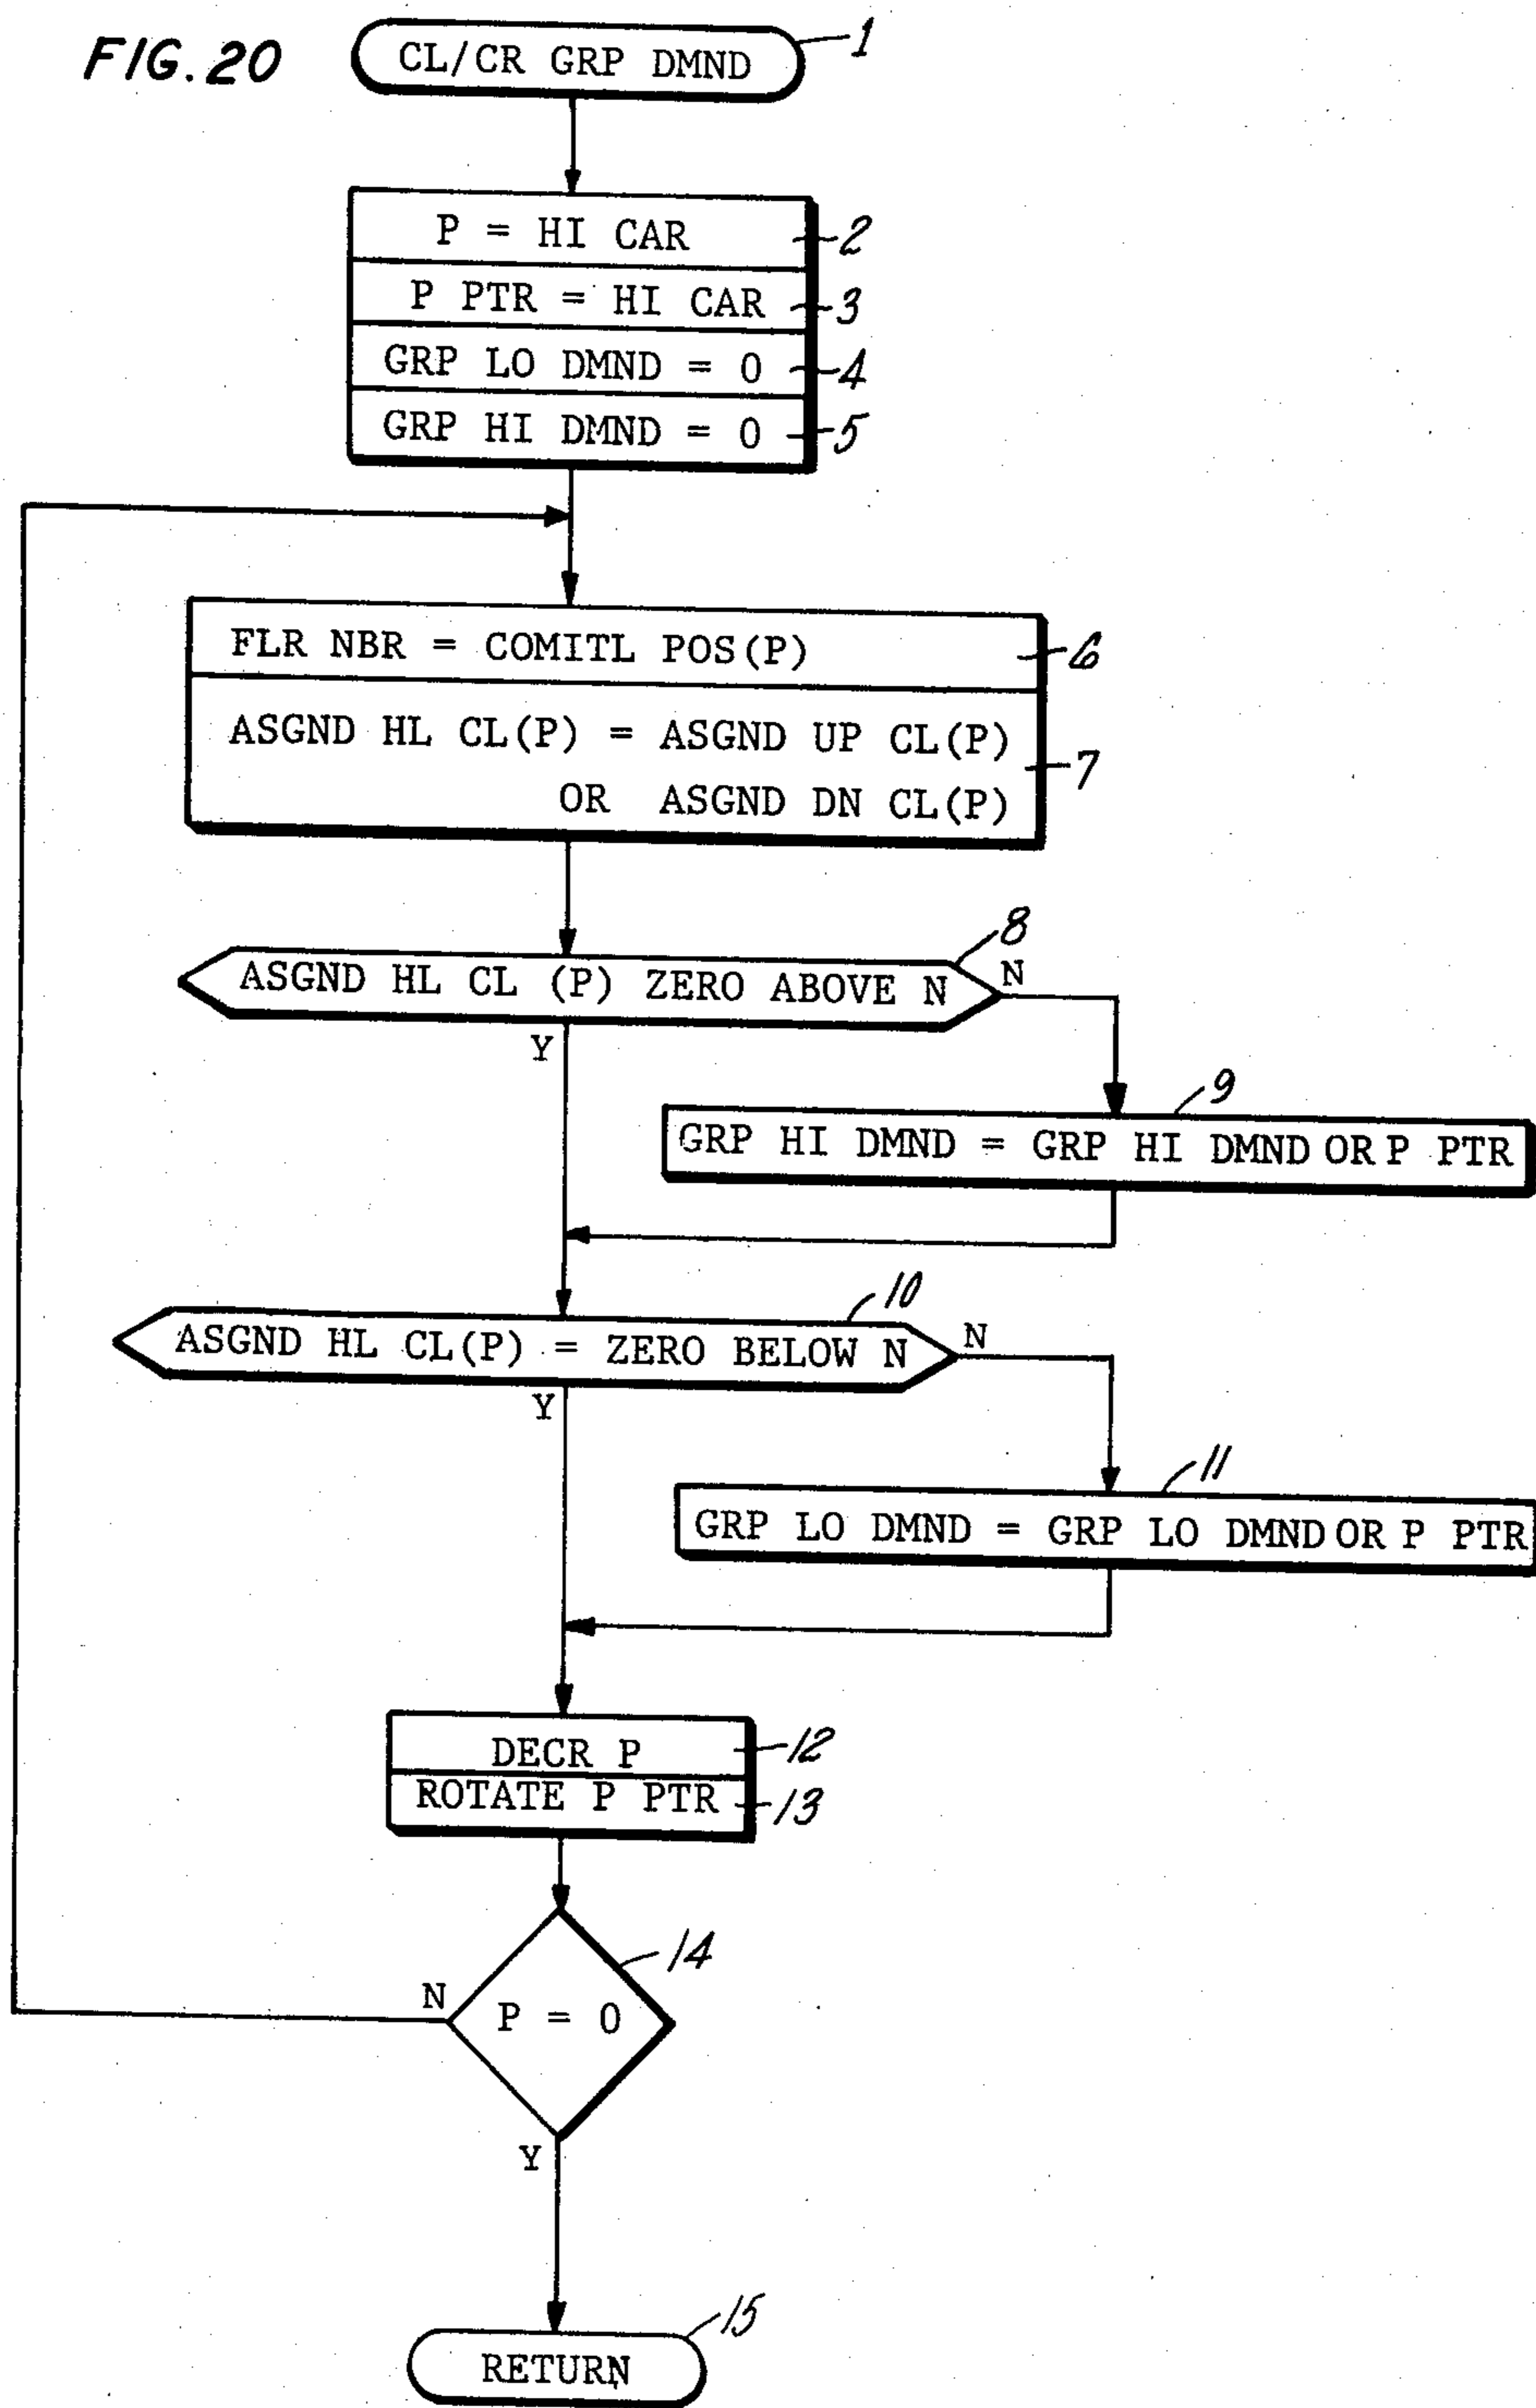 FIG. 20
CL/CR GRP DMND
1
P = HI CAR
2
P PTR = HI CAR
3
GRP LO DMND = 0
4
GRP HI DMND = 0
5
FLR NBR = COMITL POS(P)
6
ASGND HL CL(P) = ASGND UP CL(P)
OR ASGND DN CL(P)
7
8
ASGND HL CL (P) ZERO ABOVE N
N
Y
9
GRP HI DMND = GRP HI DMND OR P PTR
10
ASGND HL CL(P) = ZERO BELOW N
N
Y
11
GRP LO DMND = GRP LO DMND OR P PTR
DECR P
12
ROTATE P PTR
13
14
N
P = 0
Y
15
RETURN